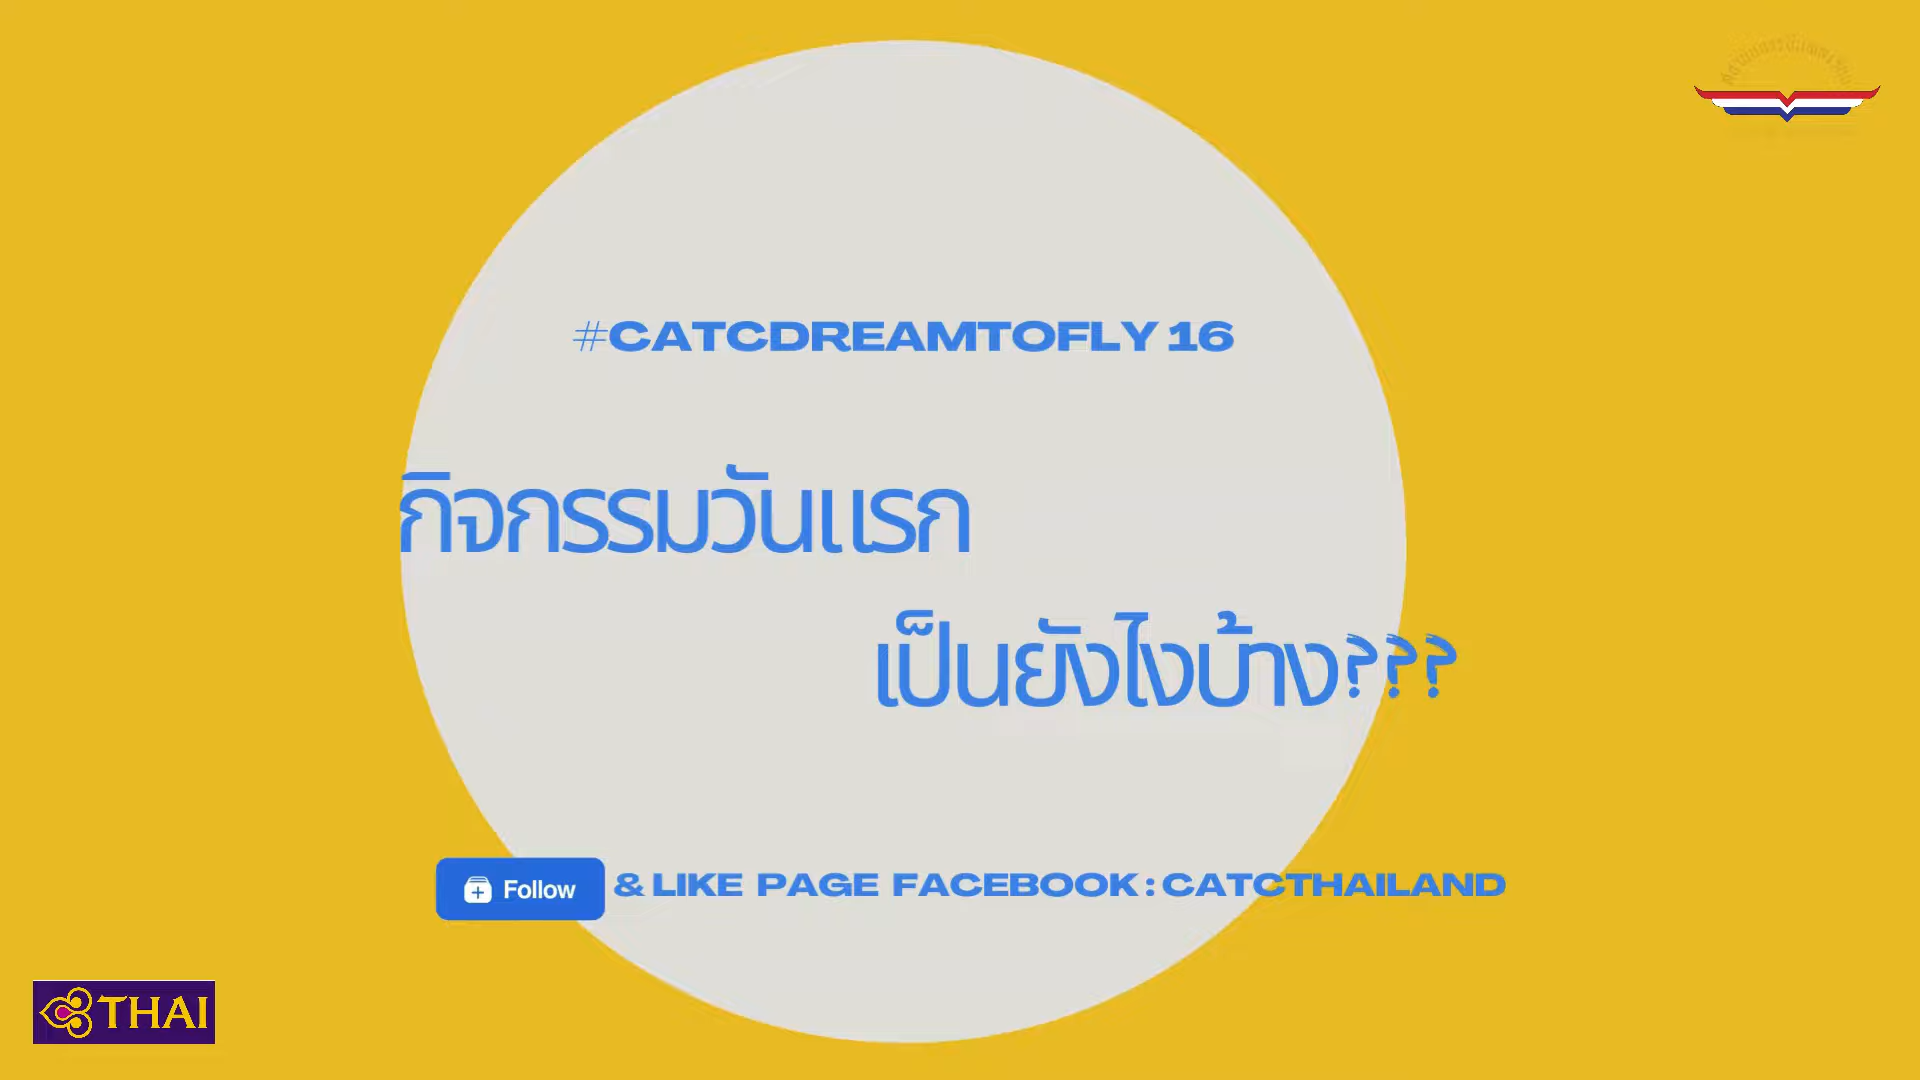 #CATCDREAMTOFLY 16
กิจกรรมวันแรก
เป็นยังไงบ้าง???
Follow & LIKE PAGE FACEBOOK : CATCTHAILAND
THAI